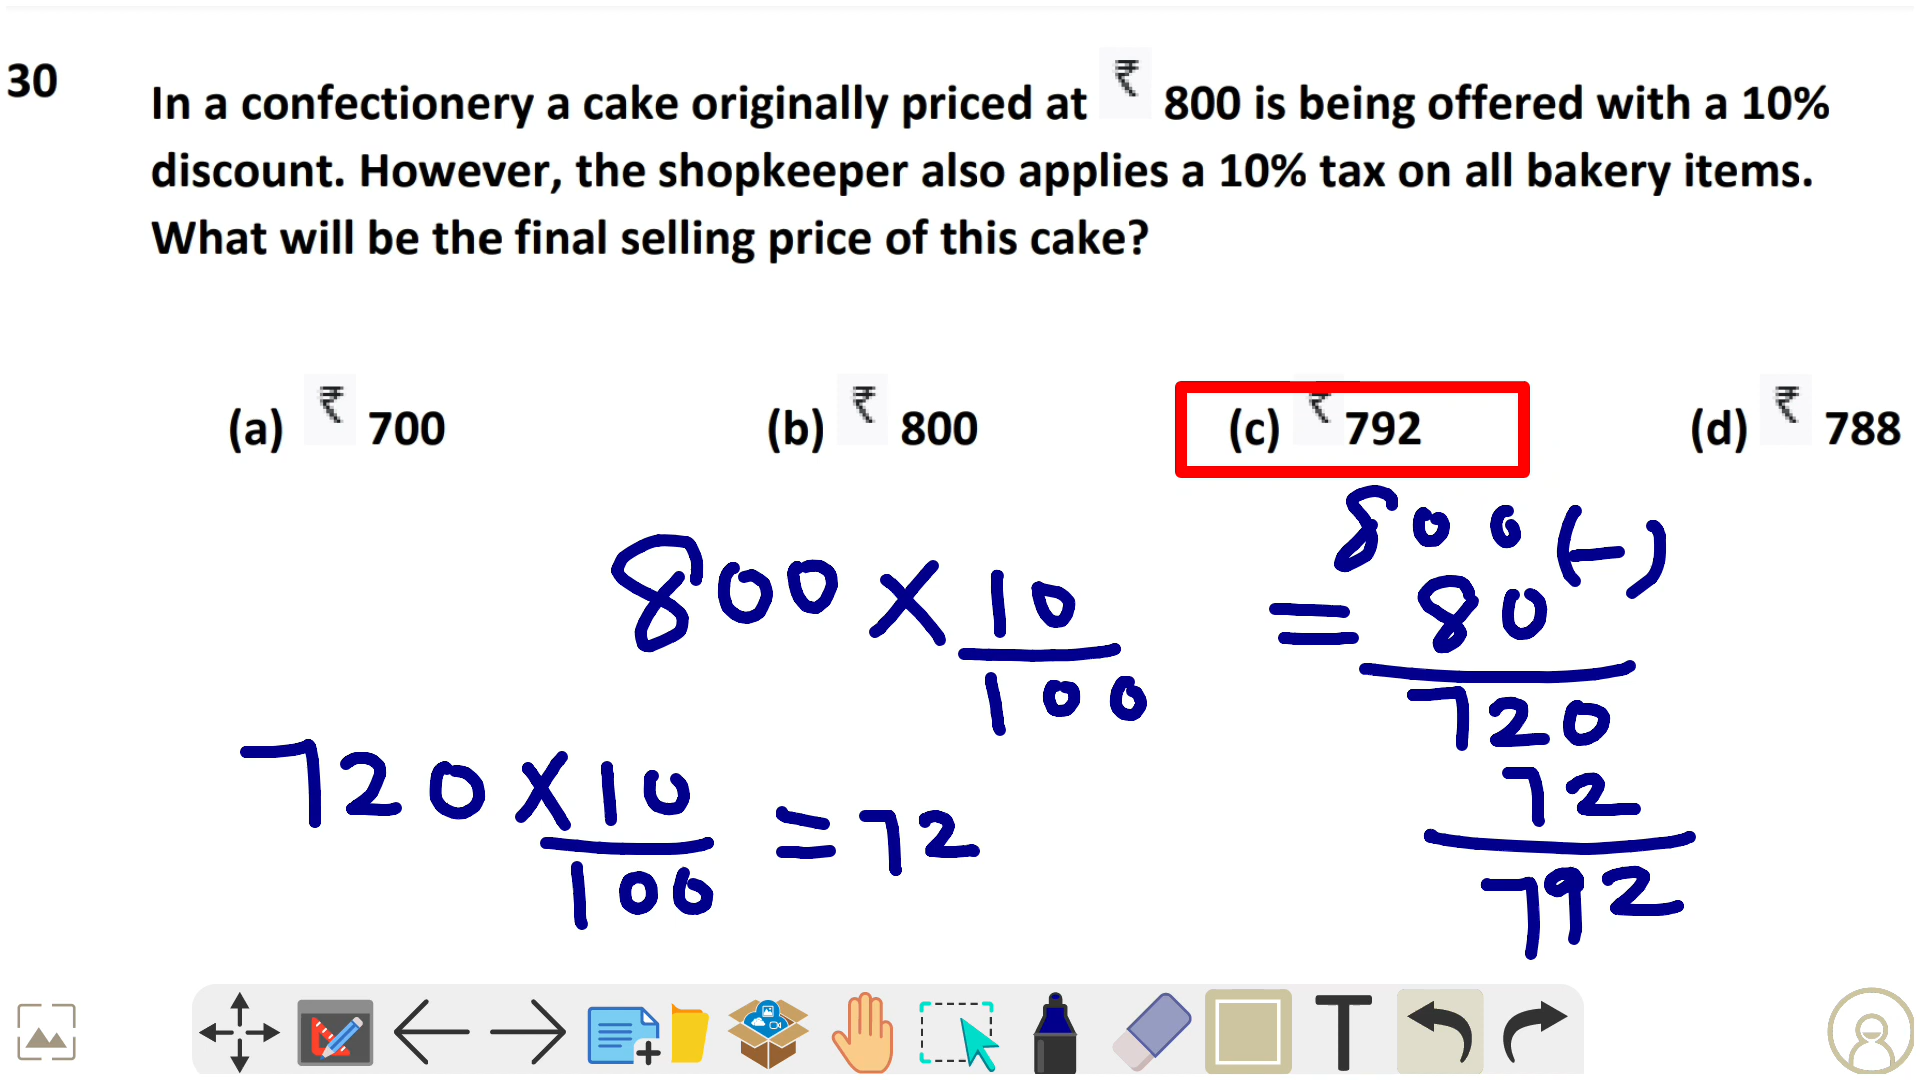 30
In a confectionery a cake originally priced at ₹ 800 is being offered with a 10%
discount. However, the shopkeeper also applies a 10% tax on all bakery items.
What will be the final selling price of this cake?
(a) ₹ 700 (b) ₹ 800 (c) ₹ 792 (d) ₹ 788
800 (-)
800 × 10 = 80
100
720
720 × 10 = 72
100
72
792
T